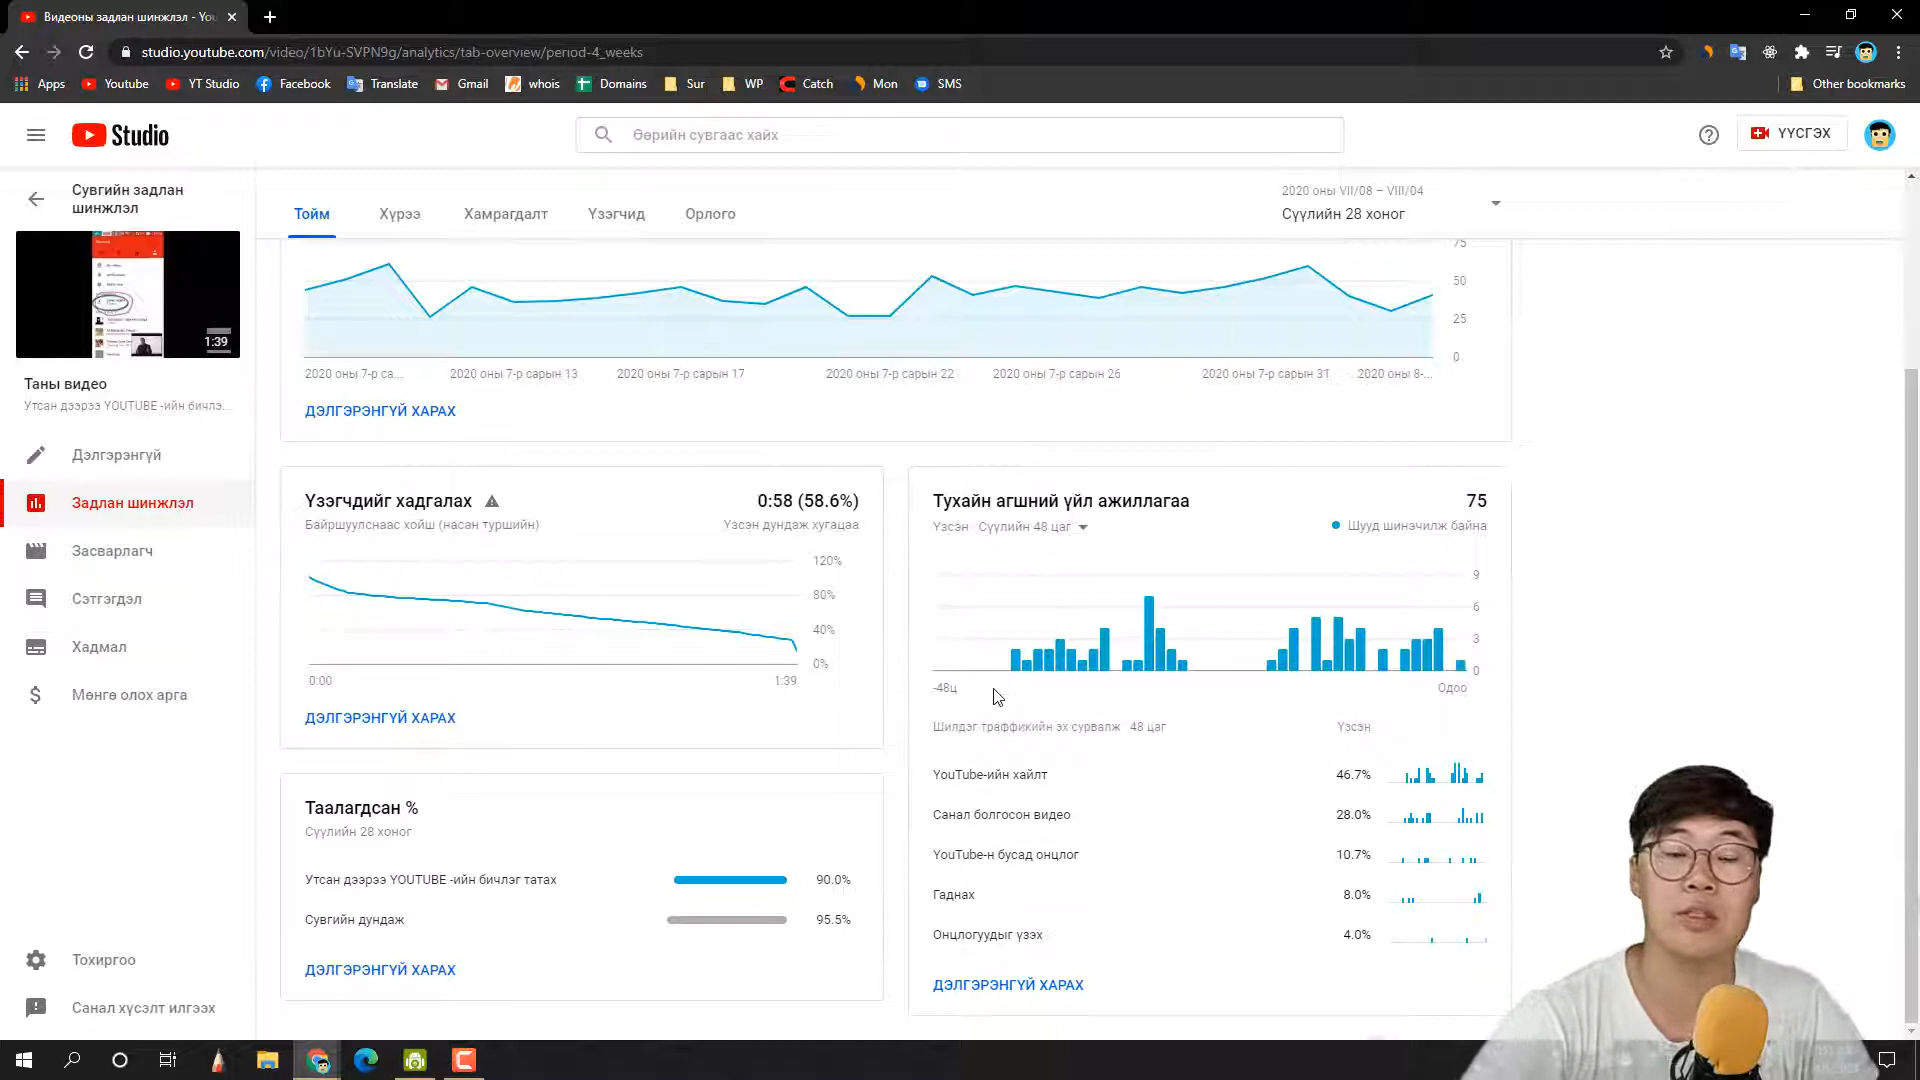 Видеоны задлан шинжлэл - You
studio.youtube.com/video/1bYu-SVPN9g/analytics/tab-overview/period-4_weeks
Apps Youtube YT Studio Facebook Translate Gmail whois Domains Sur WP Catch Mon SMS Other bookmarks
Studio
Өөрийн сувгаас хайх
ҮҮСГЭХ
Сувгийн задлан
шинжлэл
Тойм Хүрээ Хамрагдалт Үзэгчид Орлого
2020 оны VII/08 – VIII/04
Сүүлийн 28 хоног
1:39
Таны видео
Утсан дээрээ YOUTUBE -ийн бичлэ...
Дэлгэрэнгүй
Задлан шинжлэл
Засварлагч
Сэтгэгдэл
Хадмал
Мөнгө олох арга
Тохиргоо
Санал хүсэлт илгээх
75
50
25
0
2020 оны 7-р са... 2020 оны 7-р сарын 13 2020 оны 7-р сарын 17 2020 оны 7-р сарын 22 2020 оны 7-р сарын 26 2020 оны 7-р сарын 31 2020 оны 8-...
ДЭЛГЭРЭНГҮЙ ХАРАХ
Үзэгчдийг хадгалах 0:58 (58.6%)
Байршуулснаас хойш (насан туршийн) Үзсэн дундаж хугацаа
120%
80%
40%
0%
0:00 1:39
ДЭЛГЭРЭНГҮЙ ХАРАХ
Таалагдсан %
Сүүлийн 28 хоног
Утсан дээрээ YOUTUBE -ийн бичлэг татах 90.0%
Сувгийн дундаж 95.5%
ДЭЛГЭРЭНГҮЙ ХАРАХ
Тухайн агшний үйл ажиллагаа 75
Үзсэн Сүүлийн 48 цаг Шууд шинэчилж байна
9
6
3
0
-48ц Одоо
Шилдэг траффикийн эх сурвалж 48 цаг Үзсэн
YouTube-ийн хайлт 46.7%
Санал болгосон видео 28.0%
YouTube-н бусад онцлог 10.7%
Гаднах 8.0%
Онцлогуудыг үзэх 4.0%
ДЭЛГЭРЭНГҮЙ ХАРАХ